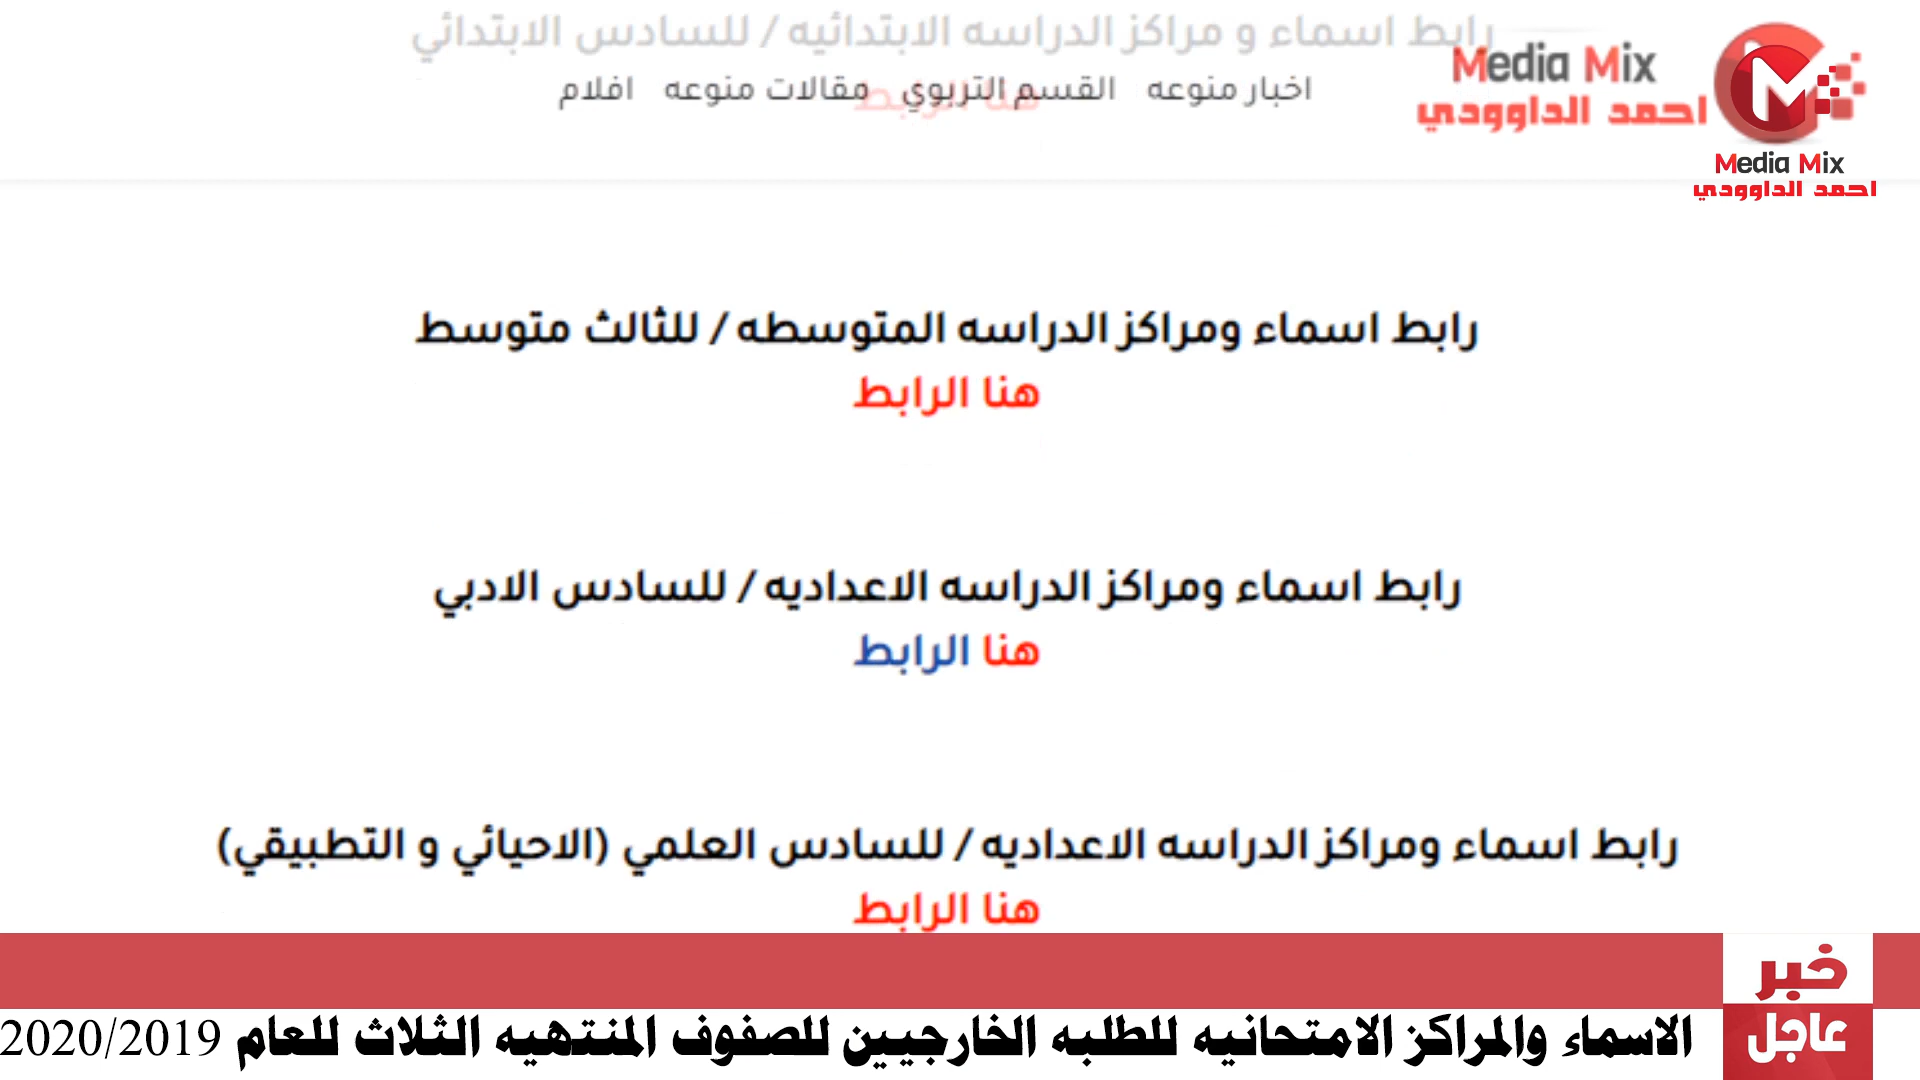 رابط اسماء و مراكز الدراسه الابتدائيه / للسادس الابتدائي
هنا الرابط
اخبار منوعه القسم التربوي مقالات منوعه افلام
Media Mix
احمد الداوودي
Media Mix
احمد الداوودي
رابط اسماء ومراكز الدراسه المتوسطه / للثالث متوسط
هنا الرابط
رابط اسماء ومراكز الدراسه الاعداديه / للسادس الادبي
هنا الرابط
رابط اسماء ومراكز الدراسه الاعداديه / للسادس العلمي (الاحيائي و التطبيقي)
هنا الرابط
خبر
عاجل
الاسماء والمراكز الامتحانيه للطلبه الخارجيين للصفوف المنتهيه الثلاث للعام 2020/2019